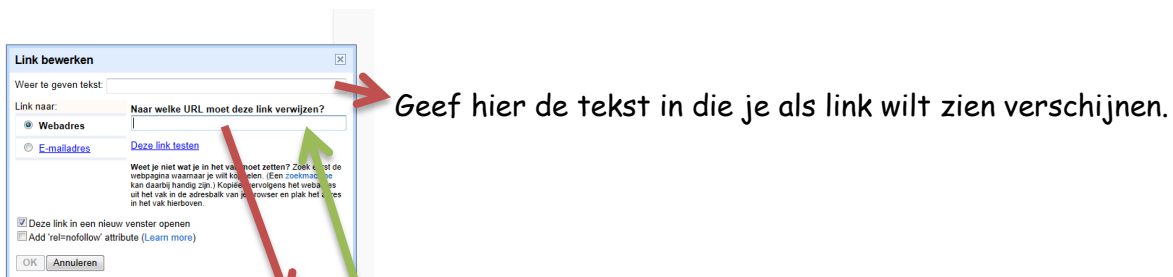 Link bewerken
Weer te geven tekst:
Geef hier de tekst in die je als link wilt zien verschijnen.
Link naar:
Webadres
E-mailadres
Naar welke URL moet deze link verwijzen?
Deze link testen
Weet je niet wat je in het moet zetten? Zoek de
webpagina waarnaar je wilt (Een
kan daarbij handig zijn.) vervolgens het
uit het vak in de adresbalk van browser en plak het
in het vak hierboven.
Deze link in een nieuw venster openen
Add 'rel=nofollow' attribute (Learn more)
OK
Annuleren